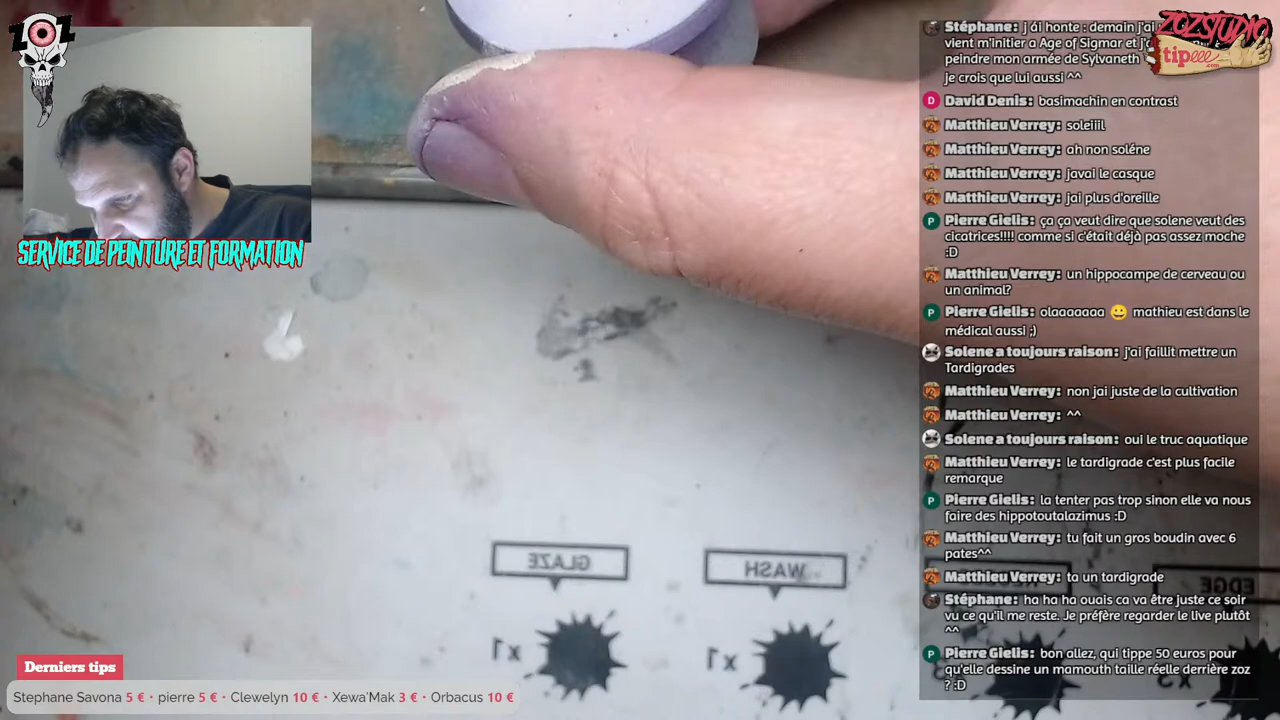 ZOZ
SERVICE DE PEINTURE ET FORMATION
ZOZSTUDIO
tipeee.com
Stéphane: j ái honte : demain j'ai
vient m'initier a Age of Sigmar et j'
peindre mon armée de Sylvaneth
je crois que lui aussi ^^
D David Denis: basimachin en contrast
Matthieu Verrey: soleiiil
Matthieu Verrey: ah non soléne
Matthieu Verrey: javai le casque
Matthieu Verrey: jai plus d'oreille
P Pierre Gielis: ça ça veut dire que solene veut des
cicatrices!!!! comme si c'était déjà pas assez moche
:D
Matthieu Verrey: un hippocampe de cerveau ou
un animal?
P Pierre Gielis: olaaaaaaa 😀 mathieu est dans le
médical aussi ;)
Solene a toujours raison: j'ai faillit mettre un
Tardigrades
Matthieu Verrey: non jai juste de la cultivation
Matthieu Verrey: ^^
Solene a toujours raison: oui le truc aquatique
Matthieu Verrey: le tardigrade c'est plus facile
remarque
P Pierre Gielis: la tenter pas trop sinon elle va nous
faire des hippotoutalazimus :D
Matthieu Verrey: tu fait un gros boudin avec 6
pates^^
Matthieu Verrey: ta un tardigrade
Stéphane: ha ha ha ouais ca va être juste ce soir
vu ce qu'il me reste. Je préfère regarder le live plutôt
^^
P Pierre Gielis: bon allez, qui tippe 50 euros pour
qu'elle dessine un mamouth taille réelle derrière zoz
? :D
GLAZE
WASH
EDGE
x1
x1
Derniers tips
Stephane Savona 5 € · pierre 5 € · Clewelyn 10 € · Xewa'Mak 3 € · Orbacus 10 €